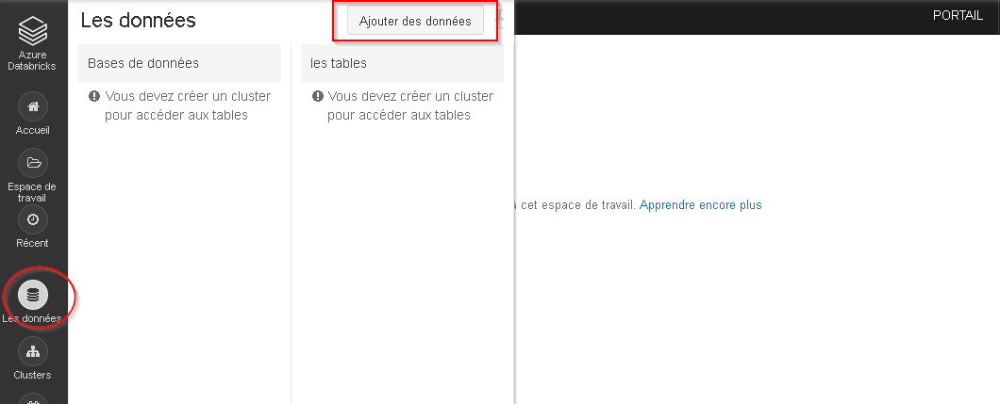 Azure
Databricks
Accueil
Espace de
travail
Récent
Les données
Clusters
Les données
Ajouter des données
Bases de données
Vous devez créer un cluster
pour accéder aux tables
les tables
Vous devez créer un cluster
pour accéder aux tables
PORTAIL
à cet espace de travail. Apprendre encore plus